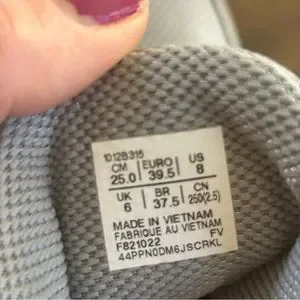 1012B315
CM EURO US
25.0 39.5 8
UK BR CN
6 37.5 250(2.5)
MADE IN VIETNAM
FABRIQUE AU VIETNAM
F821022 FV
44PPN0DM6JSCRKL